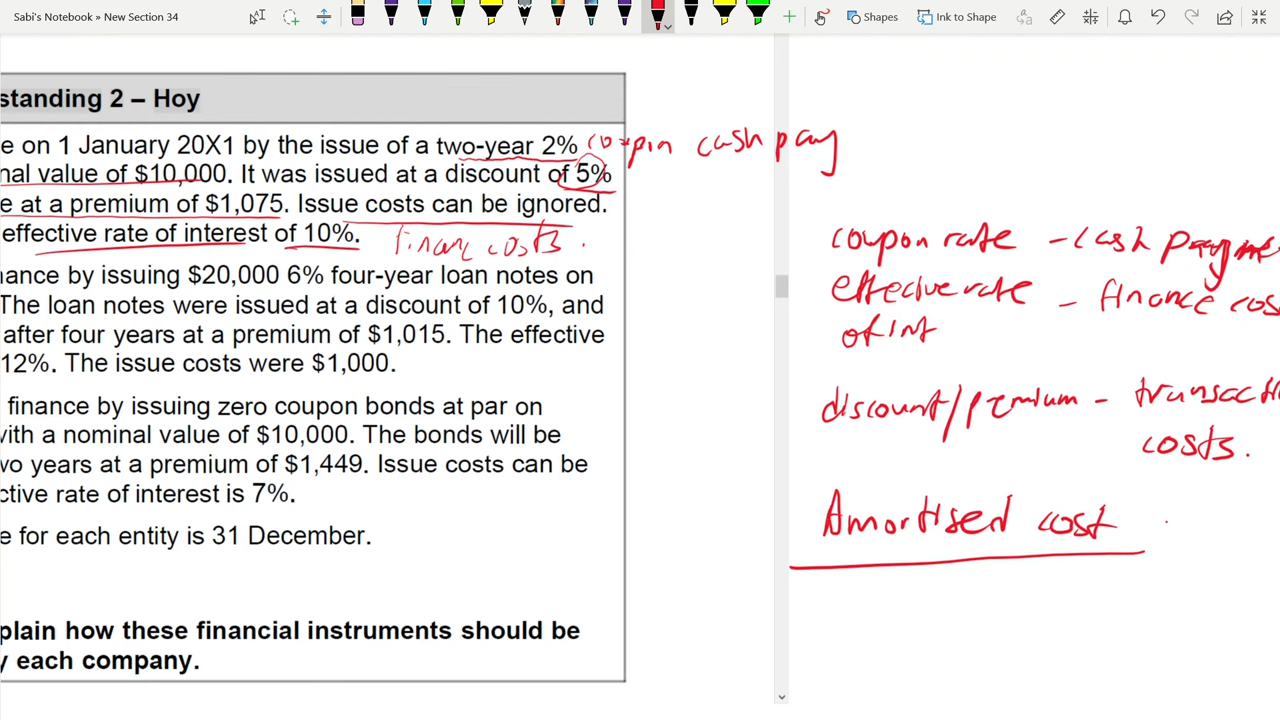 Sabi's Notebook » New Section 34
Shapes
Ink to Shape
standing 2 – Hoy
e on 1 January 20X1 by the issue of a two-year 2% coupin cash pay
nal value of $10,000. It was issued at a discount of 5%
e at a premium of $1,075. Issue costs can be ignored.
effective rate of interest of 10%. financ costs.
nance by issuing $20,000 6% four-year loan notes on
The loan notes were issued at a discount of 10%, and
after four years at a premium of $1,015. The effective
12%. The issue costs were $1,000.
finance by issuing zero coupon bonds at par on
with a nominal value of $10,000. The bonds will be
wo years at a premium of $1,449. Issue costs can be
ctive rate of interest is 7%.
e for each entity is 31 December.
plain how these financial instruments should be
y each company.
coupon rate - cash payme
effective rate - finance cos
of int
discount/premium - transacti
costs.
Amortised cost